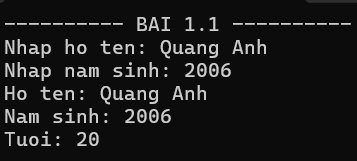 ---------- BAI 1.1 ----------
Nhap ho ten: Quang Anh
Nhap nam sinh: 2006
Ho ten: Quang Anh
Nam sinh: 2006
Tuoi: 20